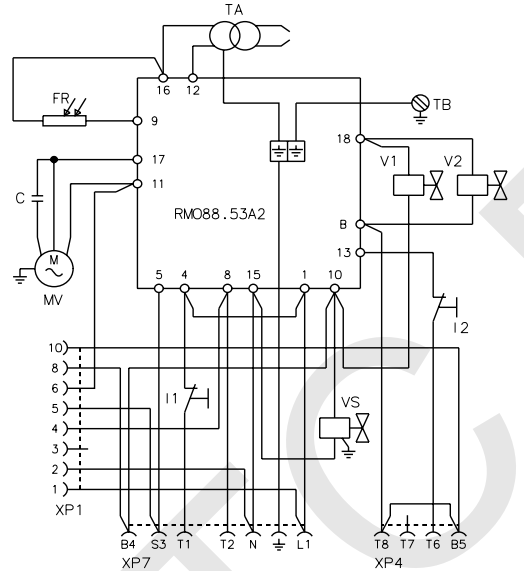 TA
16 12
FR
9
TB
18
17
V1 V2
11
C
RMO88.53A2
B
M
13
5 4 8 15 1 10
MV
I2
10
8
6
I1
5
VS
4
3
2
1
XP1
B4 S3 T1 T2 N L1
T8 T7 T6 B5
XP7 XP4